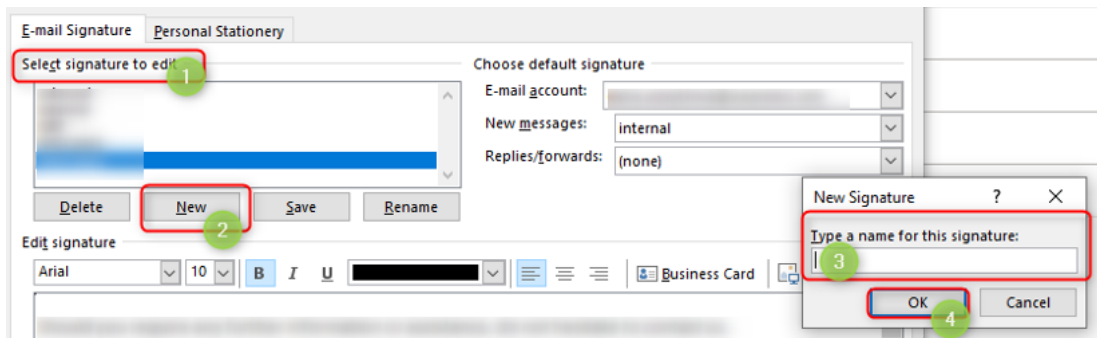 E-mail Signature Personal Stationery
Select signature to edit
1
Choose default signature
E-mail account:
New messages: internal
Replies/forwards: (none)
Delete New Save Rename
2
Edit signature
Arial 10 B I U Business Card
New Signature ? ×
Type a name for this signature:
3
OK Cancel
4